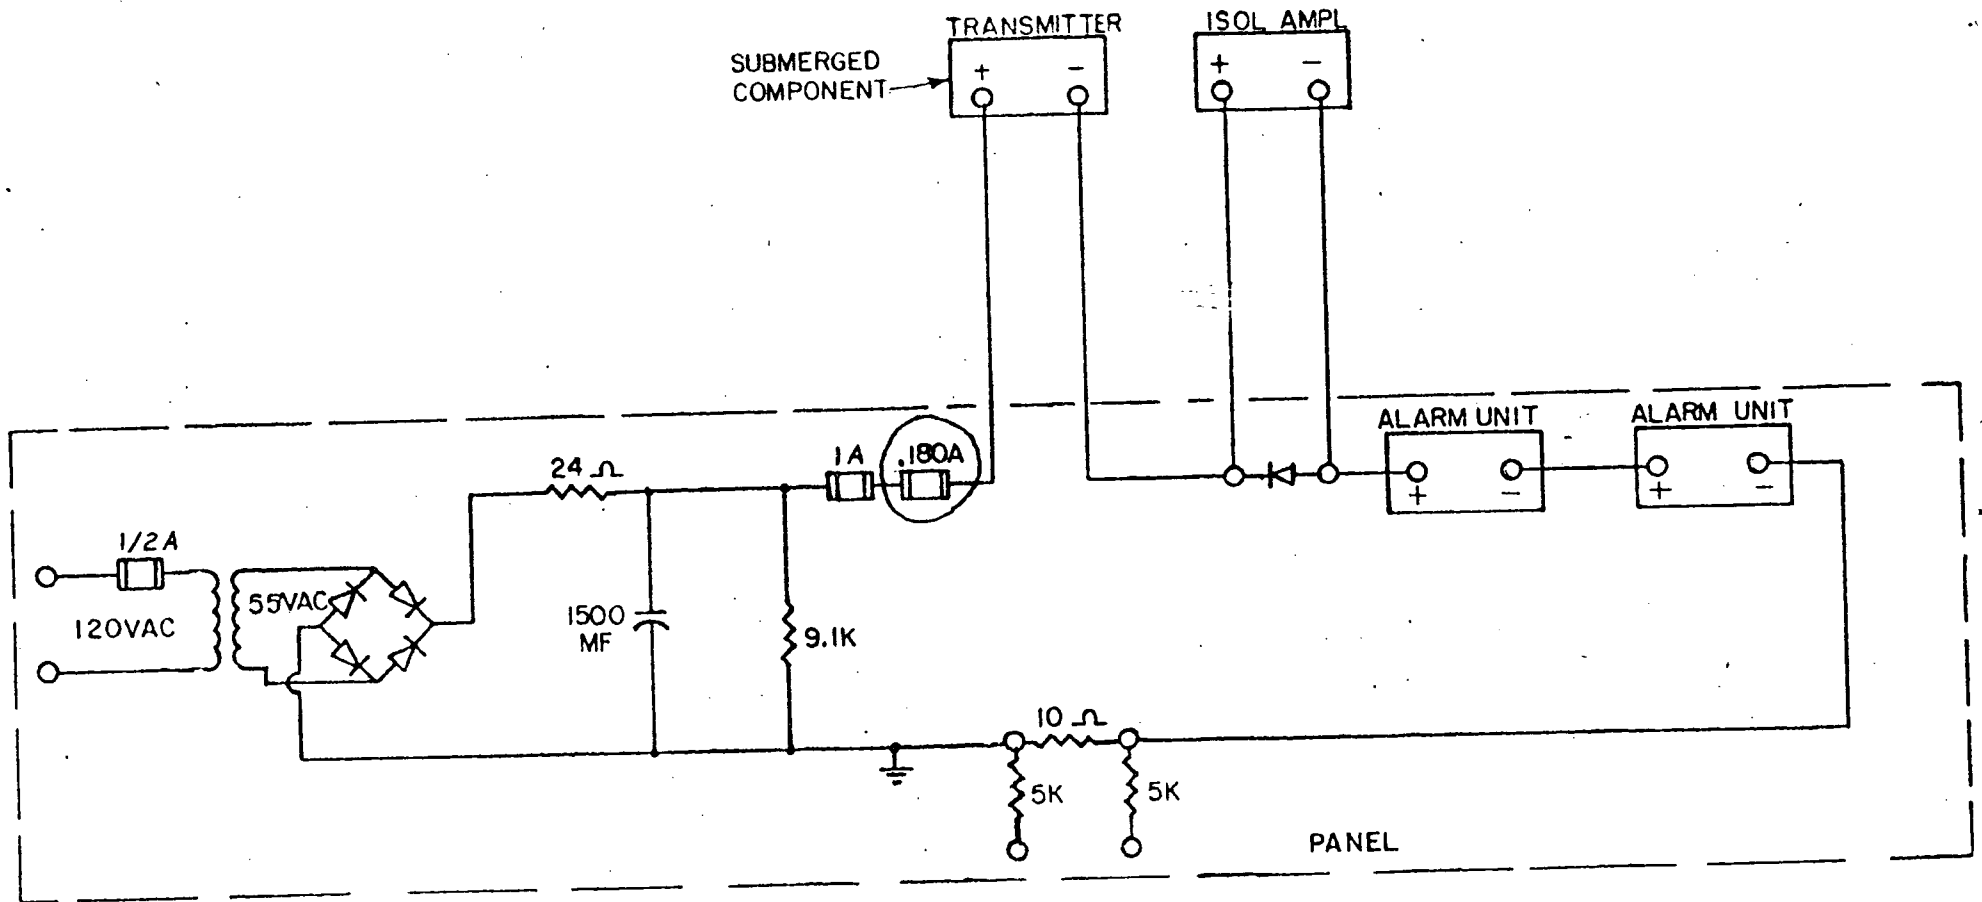 TRANSMITTER
ISOL AMPL
SUBMERGED
COMPONENT
+ -
+ -
ALARM UNIT
ALARM UNIT
24 Ω
1A
.180A
+ -
+ -
1/2A
55VAC
120VAC
1500
MF
9.1K
10 Ω
5K
5K
PANEL